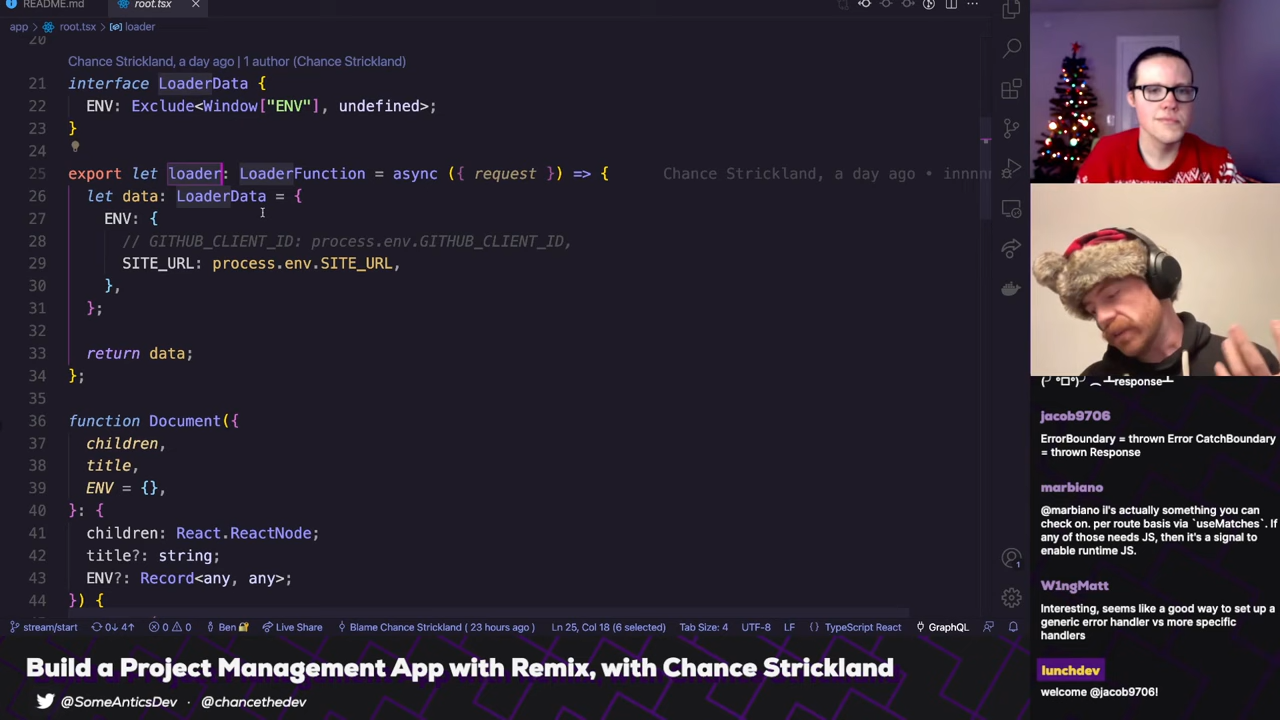 README.md
root.tsx
app > root.tsx > loader
20
Chance Strickland, a day ago | 1 author (Chance Strickland)
21 interface LoaderData {
22 ENV: Exclude<Window["ENV"], undefined>;
23 }
24
25 export let loader: LoaderFunction = async ({ request }) => { Chance Strickland, a day ago • innnn
26 let data: LoaderData = {
27 ENV: {
28 // GITHUB_CLIENT_ID: process.env.GITHUB_CLIENT_ID,
29 SITE_URL: process.env.SITE_URL,
30 },
31 };
32
33 return data;
34 };
35
36 function Document({
37 children,
38 title,
39 ENV = {},
40 }: {
41 children: React.ReactNode;
42 title?: string;
43 ENV?: Record<any, any>;
44 }) {
stream/start 0↓ 4↑ 0 0 Ben Live Share Blame Chance Strickland ( 23 hours ago ) Ln 25, Col 18 (6 selected) Tab Size: 4 UTF-8 LF {} TypeScript React GraphQL
(╯°□°)╯︵ ┻response┻
jacob9706
ErrorBoundary = thrown Error CatchBoundary
= thrown Response
marbiano
@marbiano it's actually something you can
check on. per route basis via `useMatches`. If
any of those needs JS, then it's a signal to
enable runtime JS.
W1ngMatt
Interesting, seems like a good way to set up a
generic error handler vs more specific
handlers
lunchdev
welcome @jacob9706!
Build a Project Management App with Remix, with Chance Strickland
@SomeAnticsDev · @chancethedev